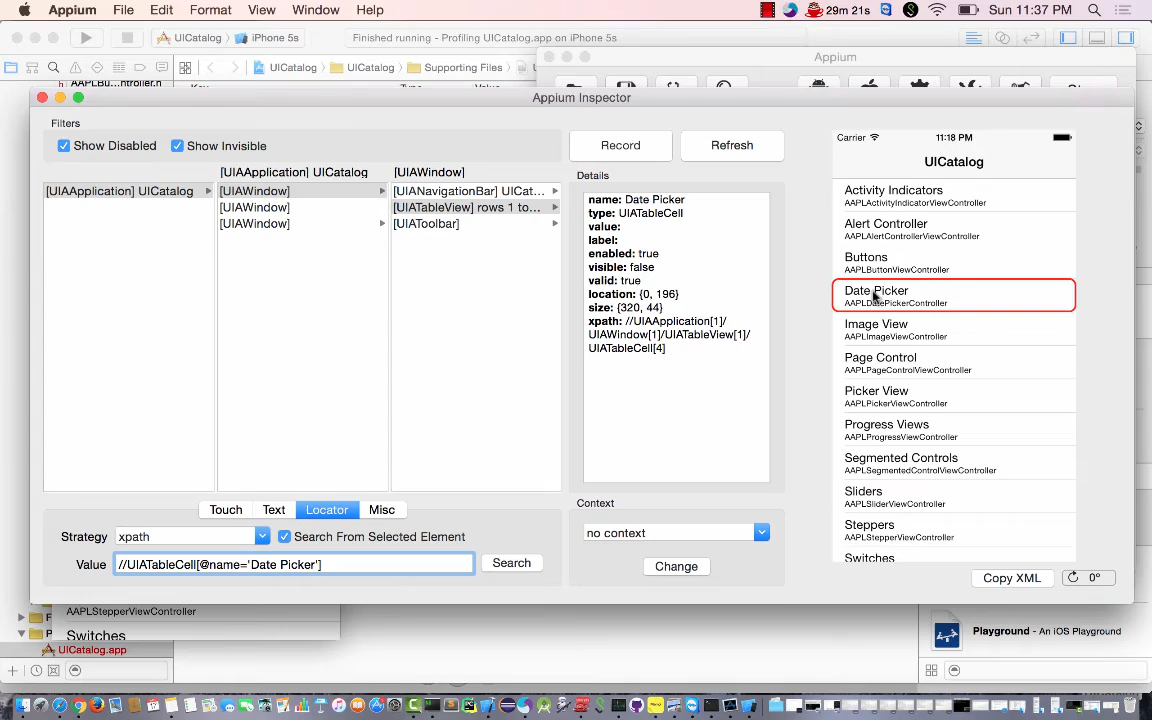 Appium File Edit Format View Window Help 29m 21s Sun 11:37 PM
UICatalog iPhone 5s Finished running - Profiling UICatalog.app on iPhone 5s
UICatalog UICatalog Supporting Files
Appium
Appium Inspector
Filters
Show Disabled Show Invisible
Record Refresh
[UIAApplication] UICatalog [UIAWindow]
[UIAApplication] UICatalog
[UIAWindow]
[UIAWindow]
[UIAWindow]
[UIANavigationBar] UICat...
[UIATableView] rows 1 to...
[UIAToolbar]
Details
name: Date Picker
type: UIATableCell
value:
label:
enabled: true
visible: false
valid: true
location: {0, 196}
size: {320, 44}
xpath: //UIAApplication[1]/
UIAWindow[1]/UIATableView[1]/
UIATableCell[4]
Carrier 11:18 PM
UICatalog
Activity Indicators
AAPLActivityIndicatorViewController
Alert Controller
AAPLAlertControllerViewController
Buttons
AAPLButtonViewController
Date Picker
AAPLDatePickerController
Image View
AAPLImageViewController
Page Control
AAPLPageControlViewController
Picker View
AAPLPickerViewController
Progress Views
AAPLProgressViewController
Segmented Controls
AAPLSegmentedControlViewController
Sliders
AAPLSliderViewController
Steppers
AAPLStepperViewController
Switches
Touch Text Locator Misc
Strategy xpath Search From Selected Element
Value //UIATableCell[@name='Date Picker'] Search
Context
no context
Change
Copy XML 0°
AAPLStepperViewController
Switches
UICatalog.app
Playground - An iOS Playground